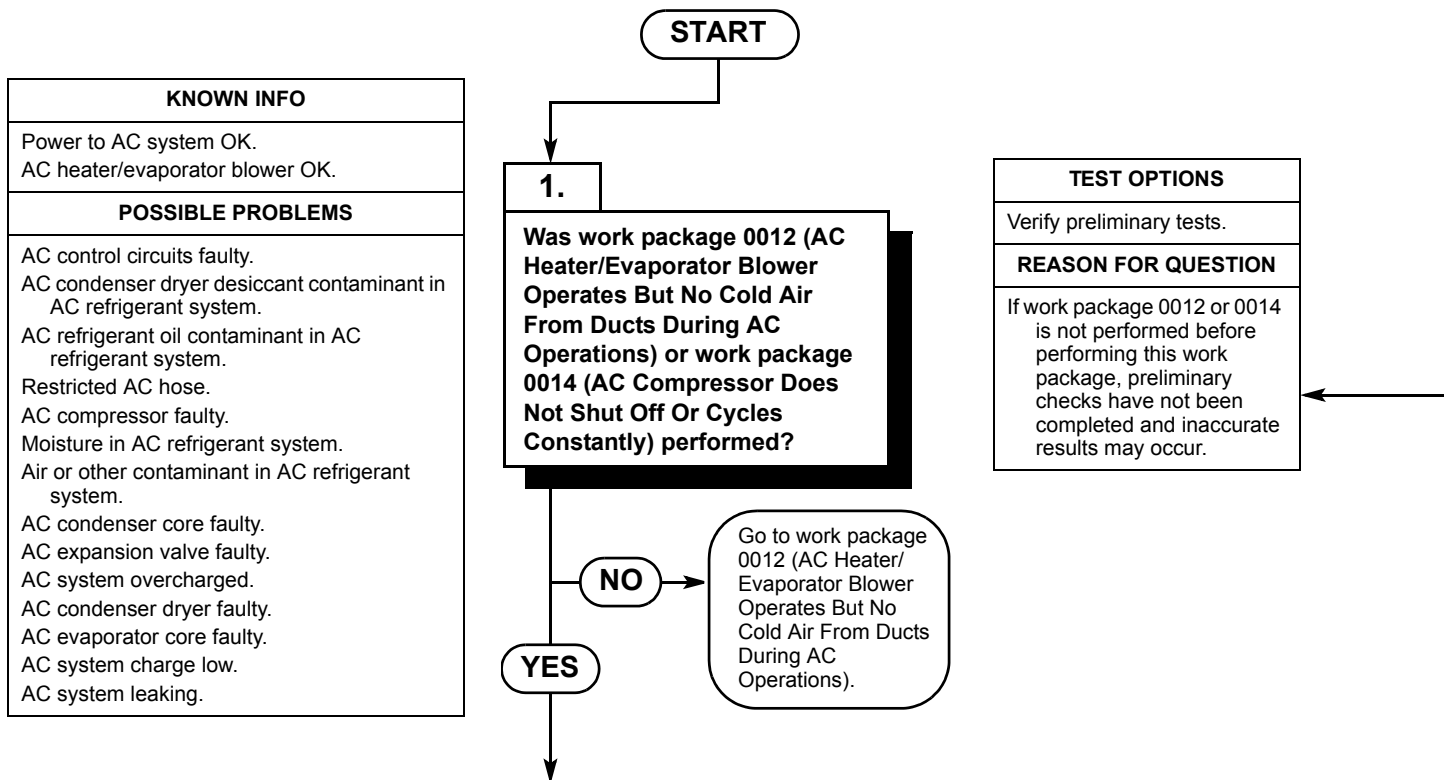 START
KNOWN INFO
Power to AC system OK.
AC heater/evaporator blower OK.
POSSIBLE PROBLEMS
AC control circuits faulty.
AC condenser dryer desiccant contaminant in
AC refrigerant system.
AC refrigerant oil contaminant in AC
refrigerant system.
Restricted AC hose.
AC compressor faulty.
Moisture in AC refrigerant system.
Air or other contaminant in AC refrigerant
system.
AC condenser core faulty.
AC expansion valve faulty.
AC system overcharged.
AC condenser dryer faulty.
AC evaporator core faulty.
AC system charge low.
AC system leaking.
1.
Was work package 0012 (AC
Heater/Evaporator Blower
Operates But No Cold Air
From Ducts During AC
Operations) or work package
0014 (AC Compressor Does
Not Shut Off Or Cycles
Constantly) performed?
NO
Go to work package
0012 (AC Heater/
Evaporator Blower
Operates But No
Cold Air From Ducts
During AC
Operations).
YES
TEST OPTIONS
Verify preliminary tests.
REASON FOR QUESTION
If work package 0012 or 0014
is not performed before
performing this work
package, preliminary
checks have not been
completed and inaccurate
results may occur.